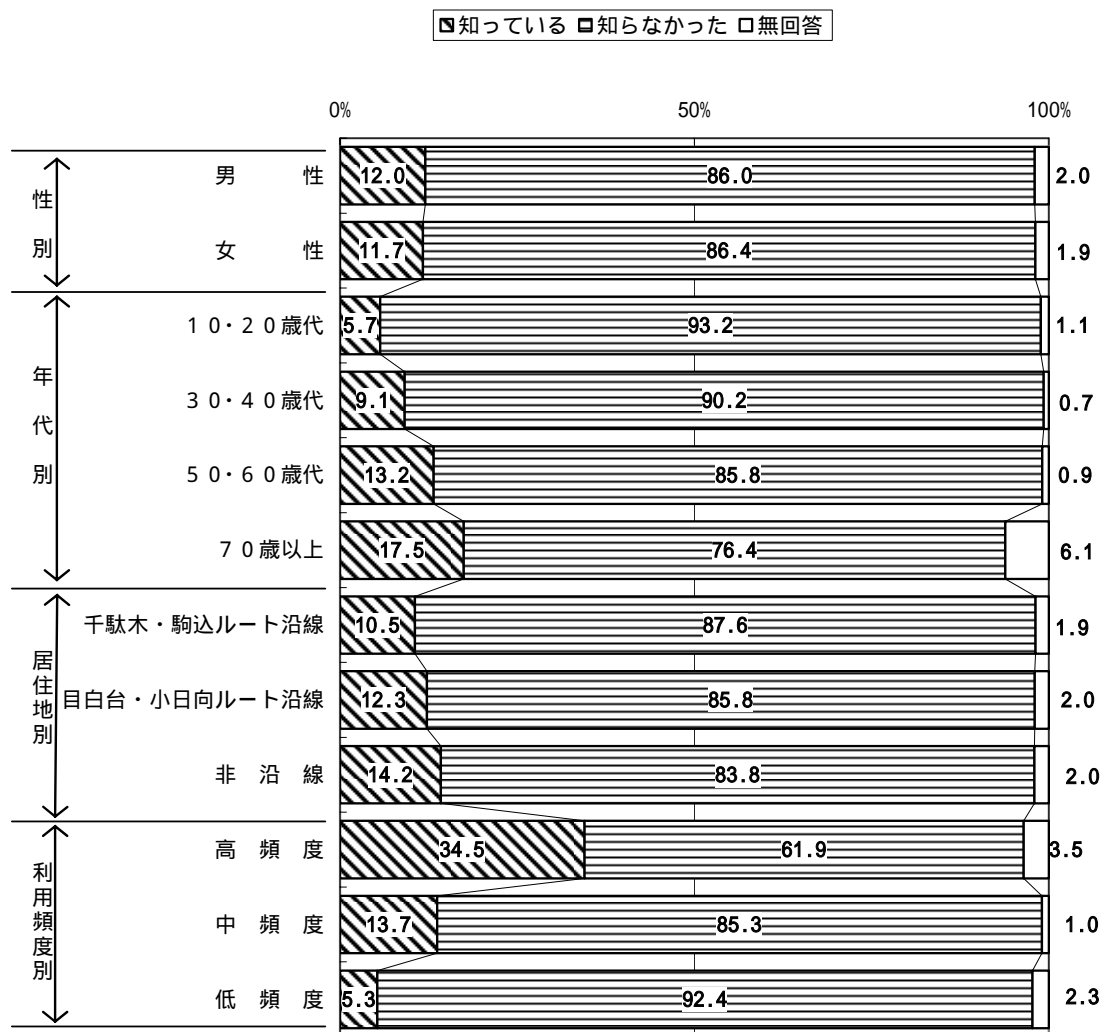 知っている 知らなかった 無回答
0% 50% 100%
性別
男性 12.0 86.0 2.0
女性 11.7 86.4 1.9
年代別
10・20歳代 5.7 93.2 1.1
30・40歳代 9.1 90.2 0.7
50・60歳代 13.2 85.8 0.9
70歳以上 17.5 76.4 6.1
居住地別
千駄木・駒込ルート沿線 10.5 87.6 1.9
目白台・小日向ルート沿線 12.3 85.8 2.0
非沿線 14.2 83.8 2.0
利用頻度別
高頻度 34.5 61.9 3.5
中頻度 13.7 85.3 1.0
低頻度 5.3 92.4 2.3